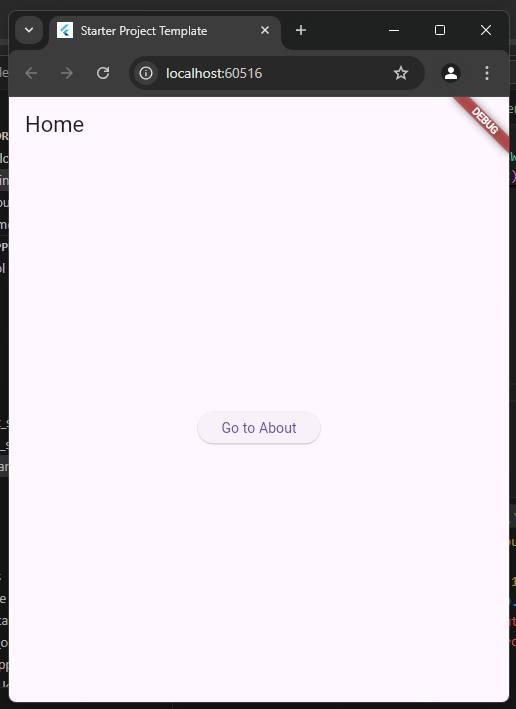 Starter Project Template
localhost:60516
Home
DEBUG
Go to About